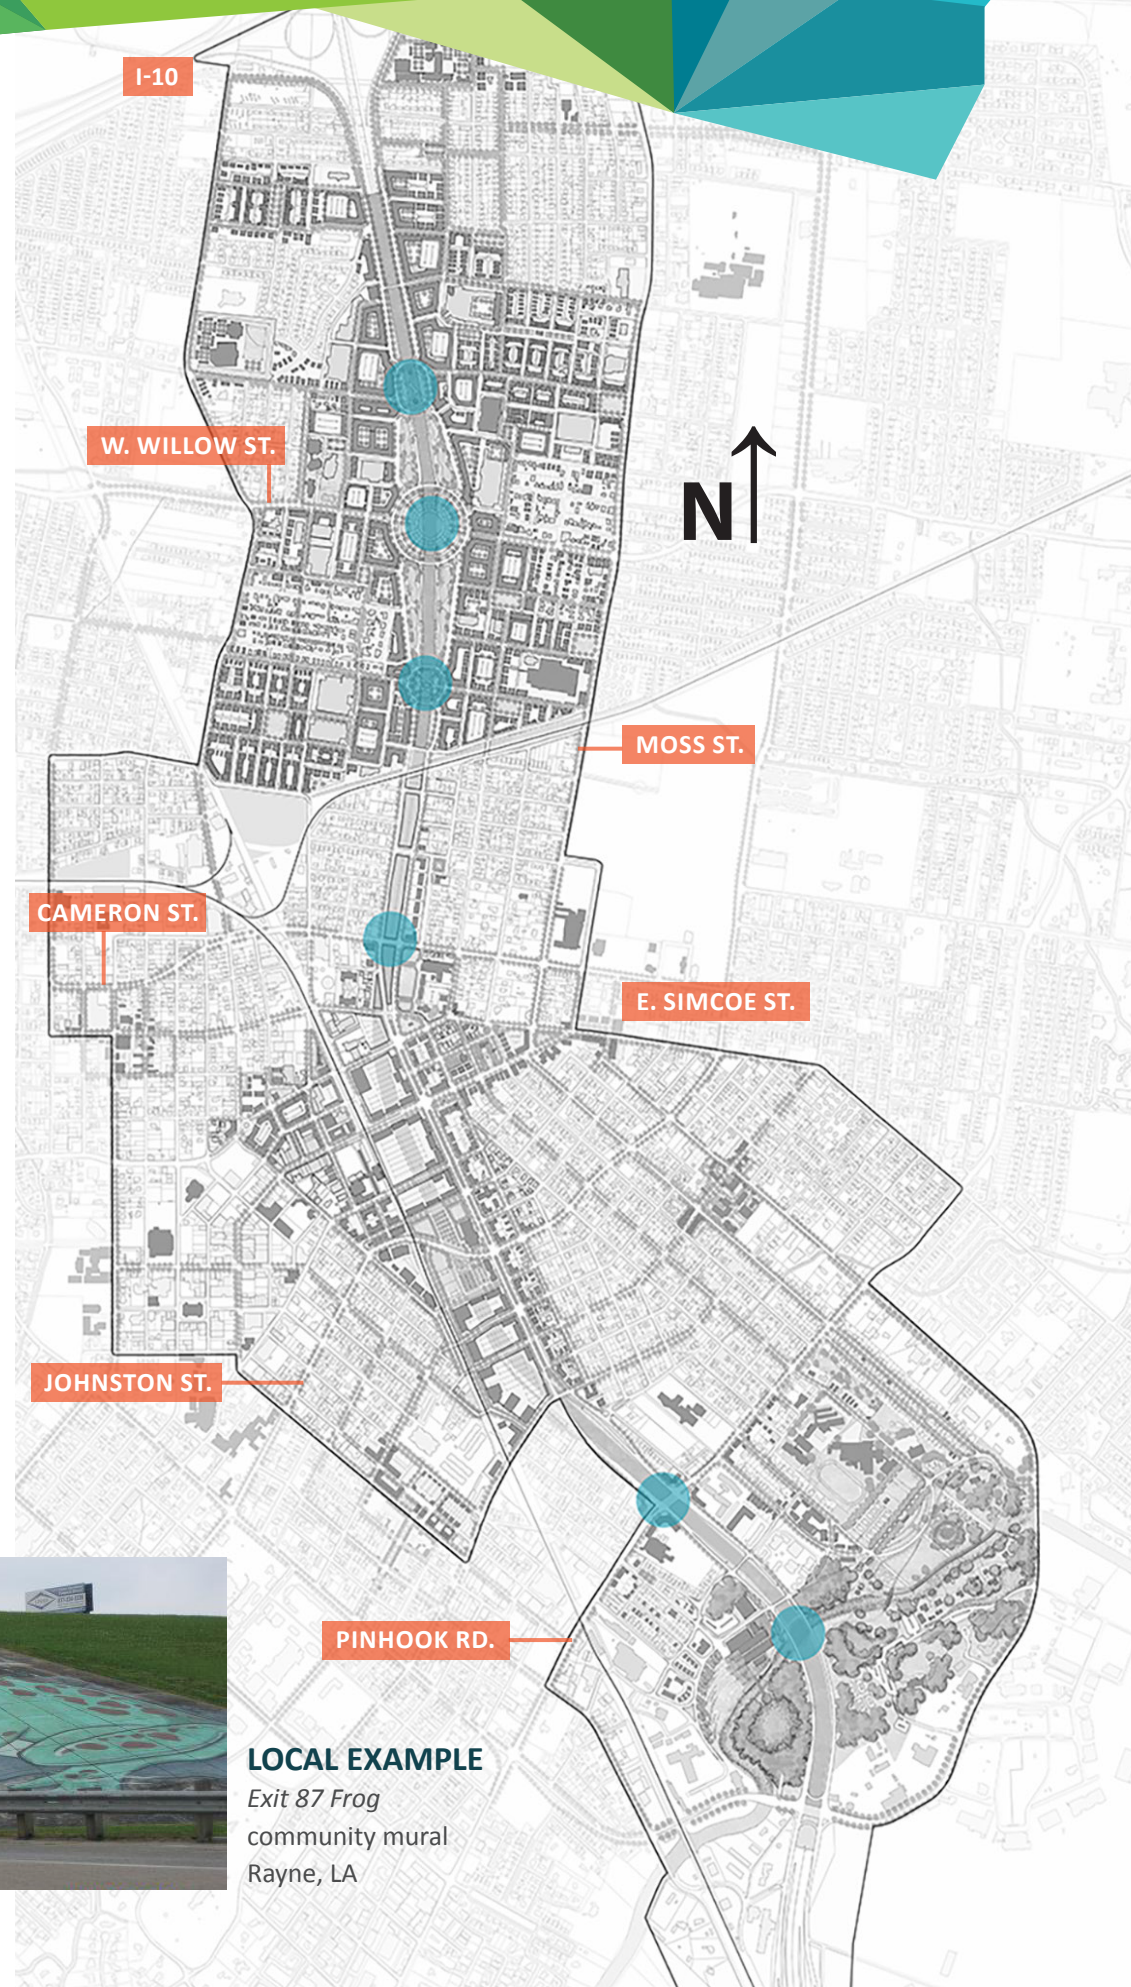 I-10
W. WILLOW ST.
N
MOSS ST.
CAMERON ST.
E. SIMCOE ST.
JOHNSTON ST.
PINHOOK RD.
LOCAL EXAMPLE
Exit 87 Frog
community mural
Rayne, LA